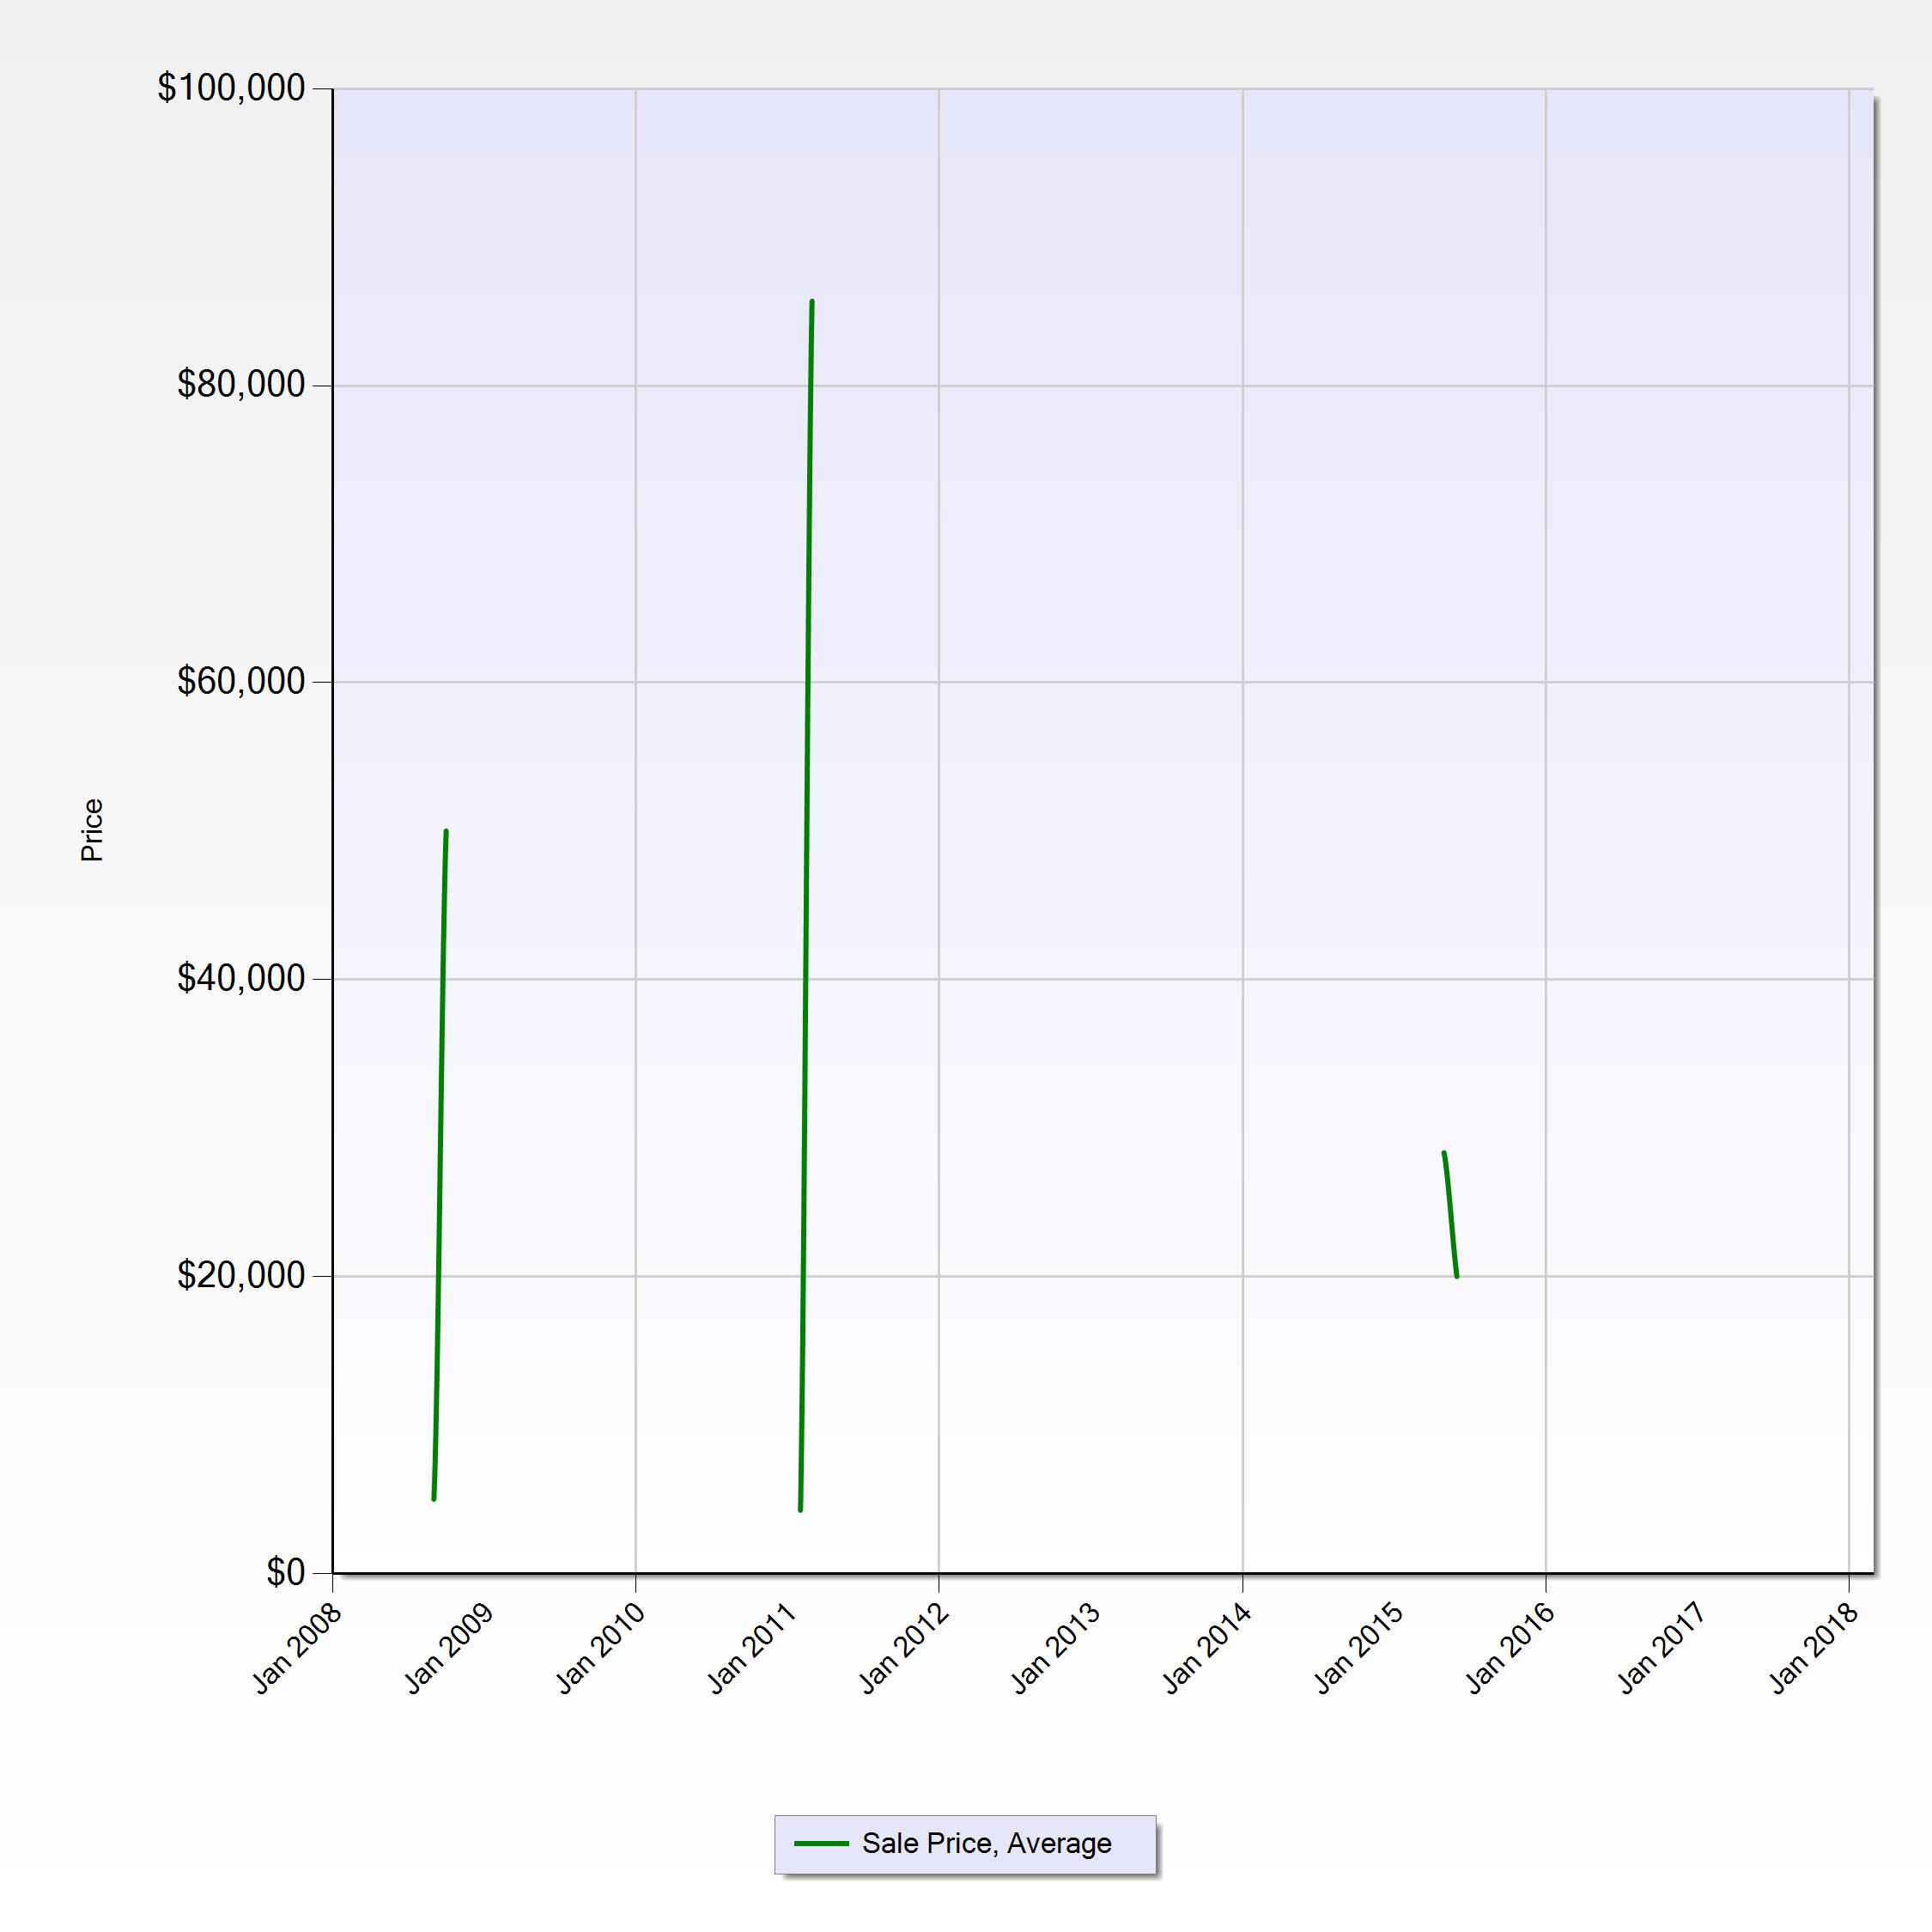 $100,000
$80,000
$60,000
$40,000
$20,000
$0
Price
Jan 2008
Jan 2009
Jan 2010
Jan 2011
Jan 2012
Jan 2013
Jan 2014
Jan 2015
Jan 2016
Jan 2017
Jan 2018
Sale Price, Average